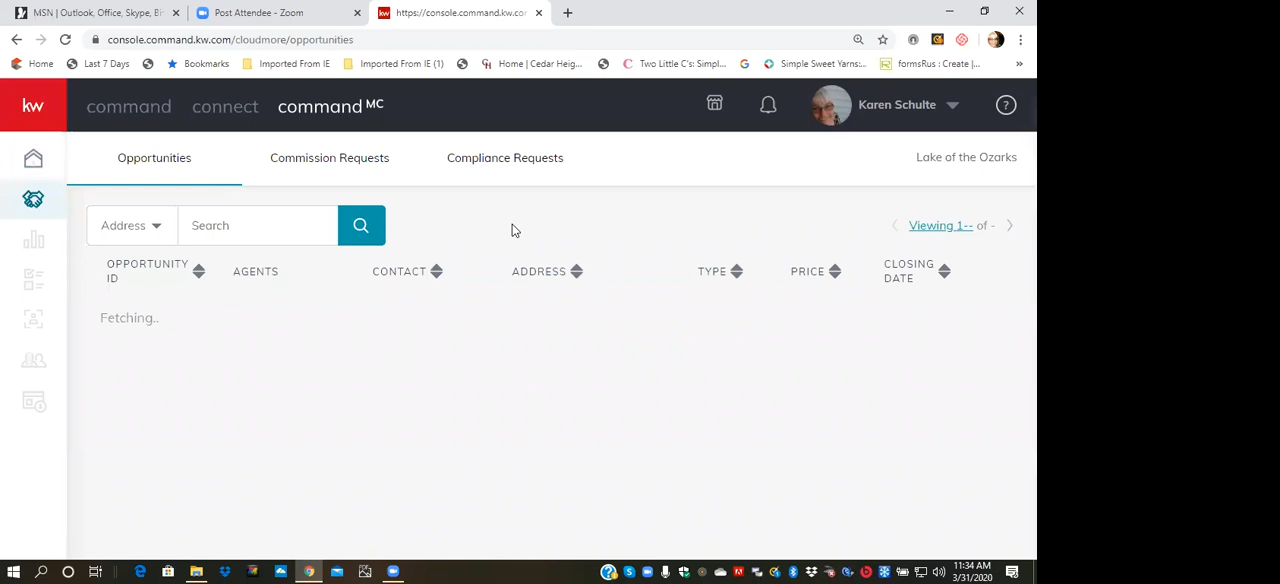 MSN | Outlook, Office, Skype, Bi
Post Attendee - Zoom
https://console.command.kw.co
console.command.kw.com/cloudmore/opportunities
Home
Last 7 Days
Bookmarks
Imported From IE
Imported From IE (1)
Home | Cedar Heig...
Two Little C's: Simpl...
Simple Sweet Yarns:...
formsRus : Create |...
»
kw
command
connect
command MC
Karen Schulte
?
Opportunities
Commission Requests
Compliance Requests
Lake of the Ozarks
Address
Search
Viewing 1-- of -
OPPORTUNITY ID
AGENTS
CONTACT
ADDRESS
TYPE
PRICE
CLOSING DATE
Fetching..
11:34 AM
3/31/2020